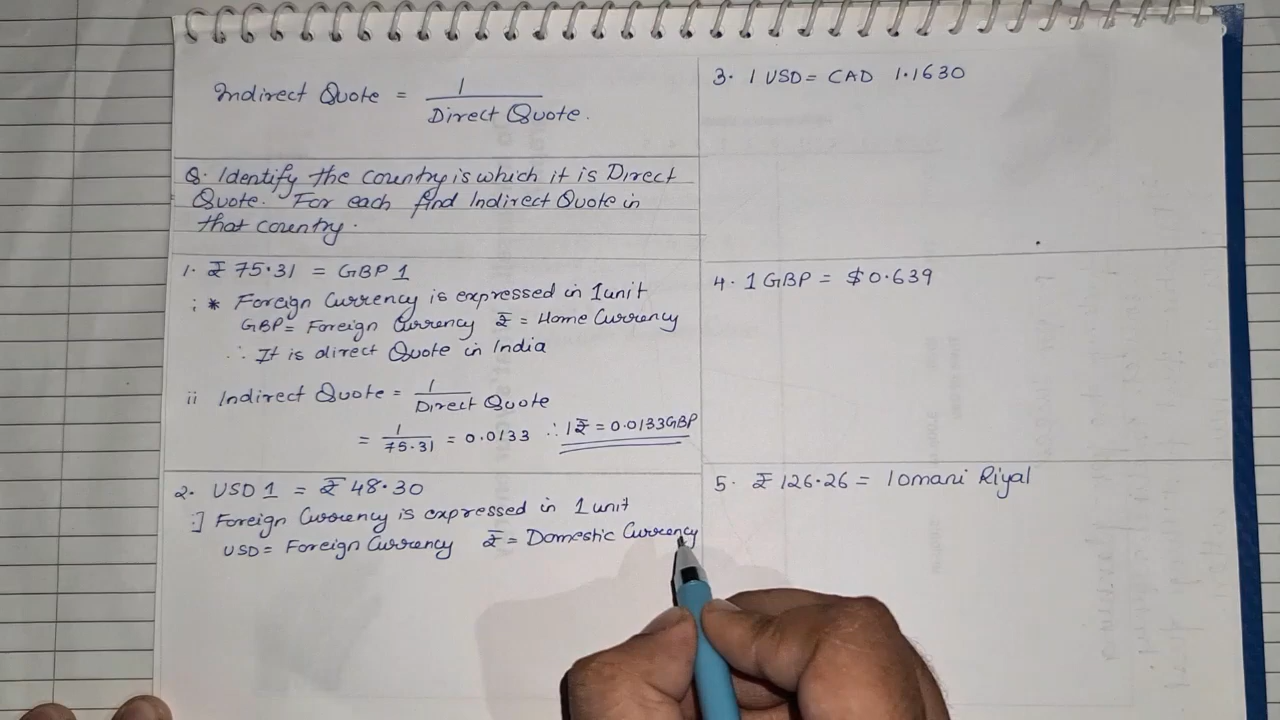 Indirect Quote = 1
Direct Quote.
Q. Identify the country is which it is Direct
Quote. For each find Indirect Quote in
that country.
1. ₹ 75.31 = GBP 1
i * Foreign Currency is expressed in 1 unit
GBP = Foreign Currency ₹ = Home Currency
∴ It is direct Quote in India
ii Indirect Quote = 1
Direct Quote
= 1 = 0.0133 ∴ 1₹ = 0.0133 GBP
75.31
2. USD 1 = ₹ 48.30
i] Foreign Currency is expressed in 1 unit
USD = Foreign Currency ₹ = Domestic Currency
3. 1 USD = CAD 1.1630
4. 1 GBP = $ 0.639
5. ₹ 126.26 = 1 omani Riyal